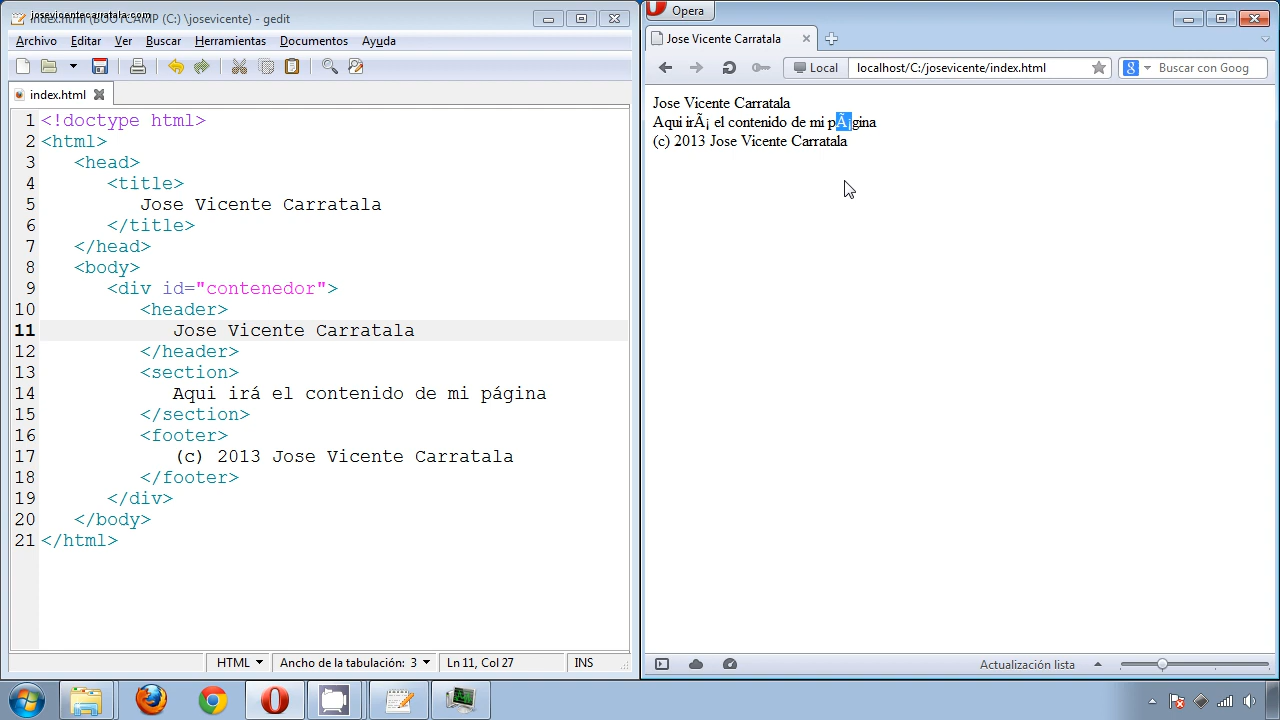 index.html (BOOTCAMP (C:) \josevicente) - gedit
josevicentecarratala.com
Archivo Editar Ver Buscar Herramientas Documentos Ayuda
index.html
1 <!doctype html>
2 <html>
3 <head>
4 <title>
5 Jose Vicente Carratala
6 </title>
7 </head>
8 <body>
9 <div id="contenedor">
10 <header>
11 Jose Vicente Carratala
12 </header>
13 <section>
14 Aqui irá el contenido de mi página
15 </section>
16 <footer>
17 (c) 2013 Jose Vicente Carratala
18 </footer>
19 </div>
20 </body>
21 </html>
HTML Ancho de la tabulación: 3 Ln 11, Col 27 INS
Opera
Jose Vicente Carratala
Local localhost/C:/josevicente/index.html 8 Buscar con Goog
Jose Vicente Carratala
Aqui irÃ¡ el contenido de mi pÃ¡gina
(c) 2013 Jose Vicente Carratala
Actualización lista